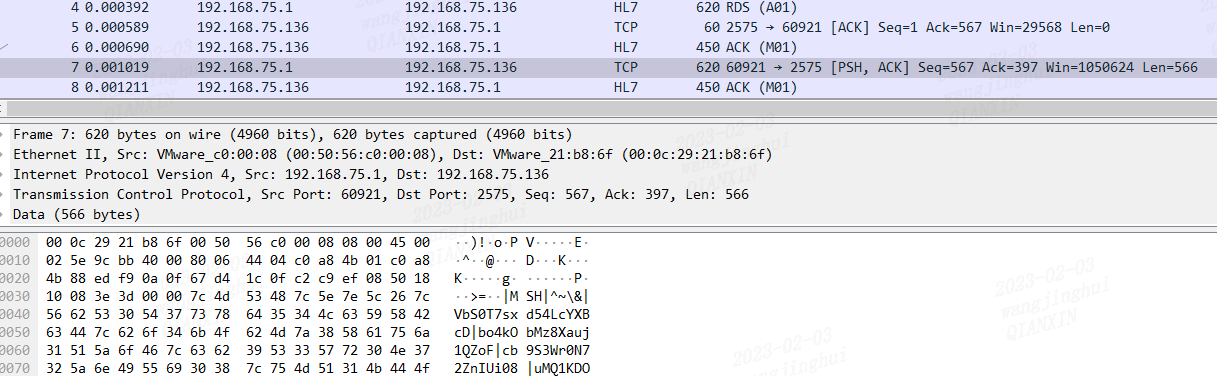 4 0.000392 192.168.75.1 192.168.75.136 HL7 620 RDS (A01)
5 0.000589 192.168.75.136 192.168.75.1 TCP 60 2575 → 60921 [ACK] Seq=1 Ack=567 Win=29568 Len=0
6 0.000690 192.168.75.136 192.168.75.1 HL7 450 ACK (M01)
7 0.001019 192.168.75.1 192.168.75.136 TCP 620 60921 → 2575 [PSH, ACK] Seq=567 Ack=397 Win=1050624 Len=566
8 0.001211 192.168.75.136 192.168.75.1 HL7 450 ACK (M01)
Frame 7: 620 bytes on wire (4960 bits), 620 bytes captured (4960 bits)
Ethernet II, Src: VMware_c0:00:08 (00:50:56:c0:00:08), Dst: VMware_21:b8:6f (00:0c:29:21:b8:6f)
Internet Protocol Version 4, Src: 192.168.75.1, Dst: 192.168.75.136
Transmission Control Protocol, Src Port: 60921, Dst Port: 2575, Seq: 567, Ack: 397, Len: 566
Data (566 bytes)
0000 00 0c 29 21 b8 6f 00 50 56 c0 00 08 08 00 45 00 ··)!·o·P V·····E·
0010 02 5e 9c bb 40 00 80 06 44 04 c0 a8 4b 01 c0 a8 ·^··@··· D···K···
0020 4b 88 ed f9 0a 0f 67 d4 1c 0f c2 c9 ef 08 50 18 K·····g· ······P·
0030 10 08 3e 3d 00 00 7c 4d 53 48 7c 5e 7e 5c 26 7c ··>=··|M SH|^~\&|
0040 56 62 53 30 54 37 73 78 64 35 34 4c 63 59 58 42 VbS0T7sx d54LcYXB
0050 63 44 7c 62 6f 34 6b 4f 62 4d 7a 38 58 61 75 6a cD|bo4kO bMz8Xauj
0060 31 51 5a 6f 46 7c 63 62 39 53 33 57 72 30 4e 37 1QZoF|cb 9S3Wr0N7
0070 32 5a 6e 49 55 69 30 38 7c 75 4d 51 31 4b 44 4f 2ZnIUi08 |uMQ1KDO
2023-02-03
wangjinghui
QIANXIN